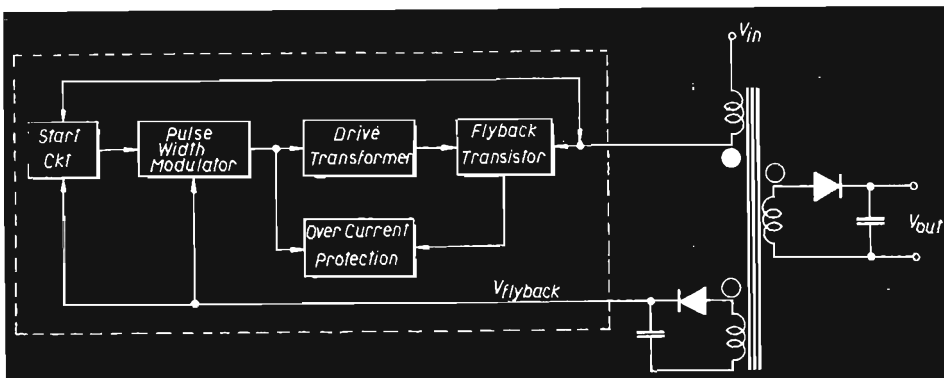 Vin
Start
Ckt
Pulse
Width
Modulator
Drive
Transformer
Flyback
Transistor
Over Current
Protection
Vflyback
Vout